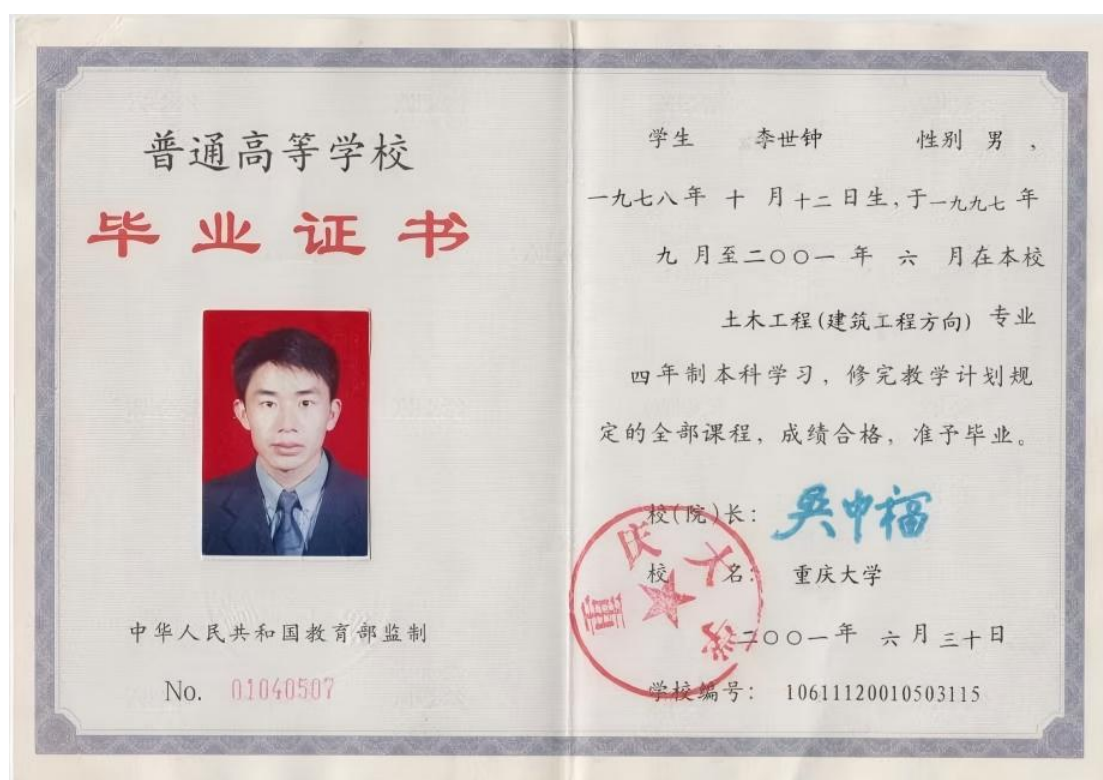 普通高等学校
毕业证书
中华人民共和国教育部监制
No. 01040507
学生 李世钟 性别 男 ，
一九七八年 十 月 十二 日生，于一九九七 年
九 月至二〇〇一 年 六 月在本校
土木工程(建筑工程方向) 专业
四年制本科学习，修完教学计划规
定的全部课程，成绩合格，准予毕业。
校(院)长： 吴中福
校 名： 重庆大学
二〇〇一年 六 月 三十 日
学校编号： 10611120010503115
重庆大学